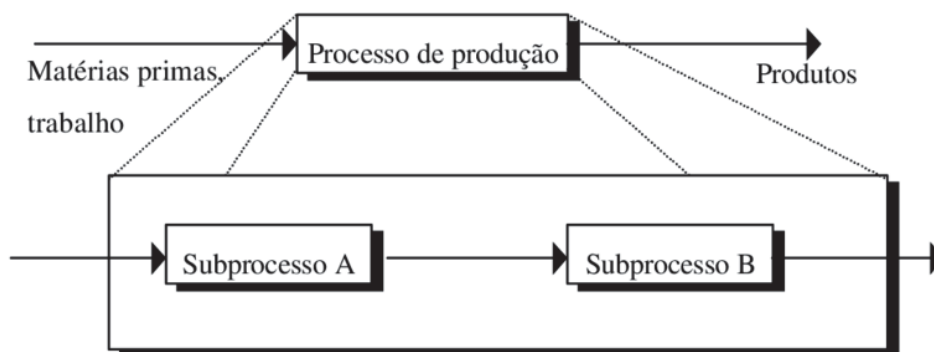 Processo de produção
Matérias primas,
trabalho
Produtos
Subprocesso A
Subprocesso B